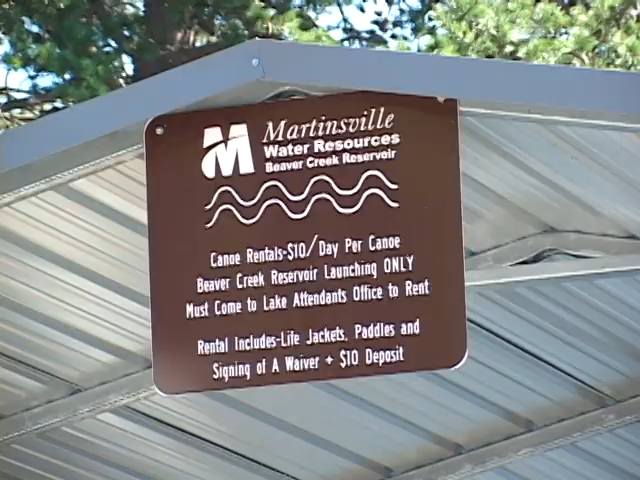 M Martinsville
Water Resources
Beaver Creek Reservoir
Canoe Rentals-$10/Day Per Canoe
Beaver Creek Reservoir Launching ONLY
Must Come to Lake Attendants Office to Rent
Rental Includes-Life Jackets, Paddles and
Signing of A Waiver + $10 Deposit